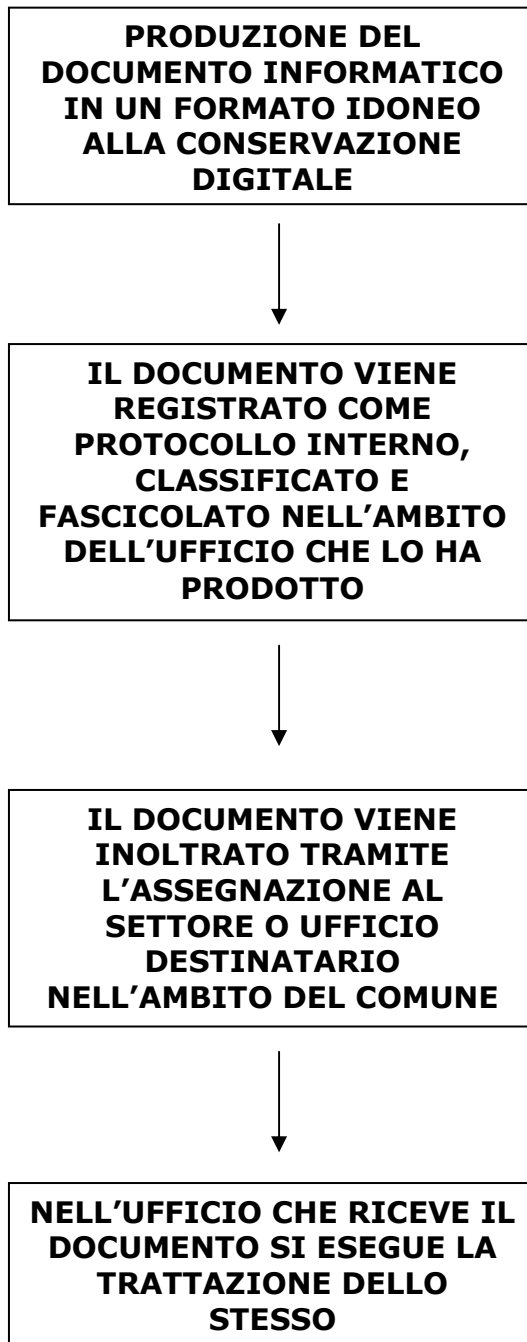 PRODUZIONE DEL
DOCUMENTO INFORMATICO
IN UN FORMATO IDONEO
ALLA CONSERVAZIONE
DIGITALE
IL DOCUMENTO VIENE
REGISTRATO COME
PROTOCOLLO INTERNO,
CLASSIFICATO E
FASCICOLATO NELL’AMBITO
DELL’UFFICIO CHE LO HA
PRODOTTO
IL DOCUMENTO VIENE
INOLTRATO TRAMITE
L’ASSEGNAZIONE AL
SETTORE O UFFICIO
DESTINATARIO
NELL’AMBITO DEL COMUNE
NELL’UFFICIO CHE RICEVE IL
DOCUMENTO SI ESEGUE LA
TRATTAZIONE DELLO
STESSO